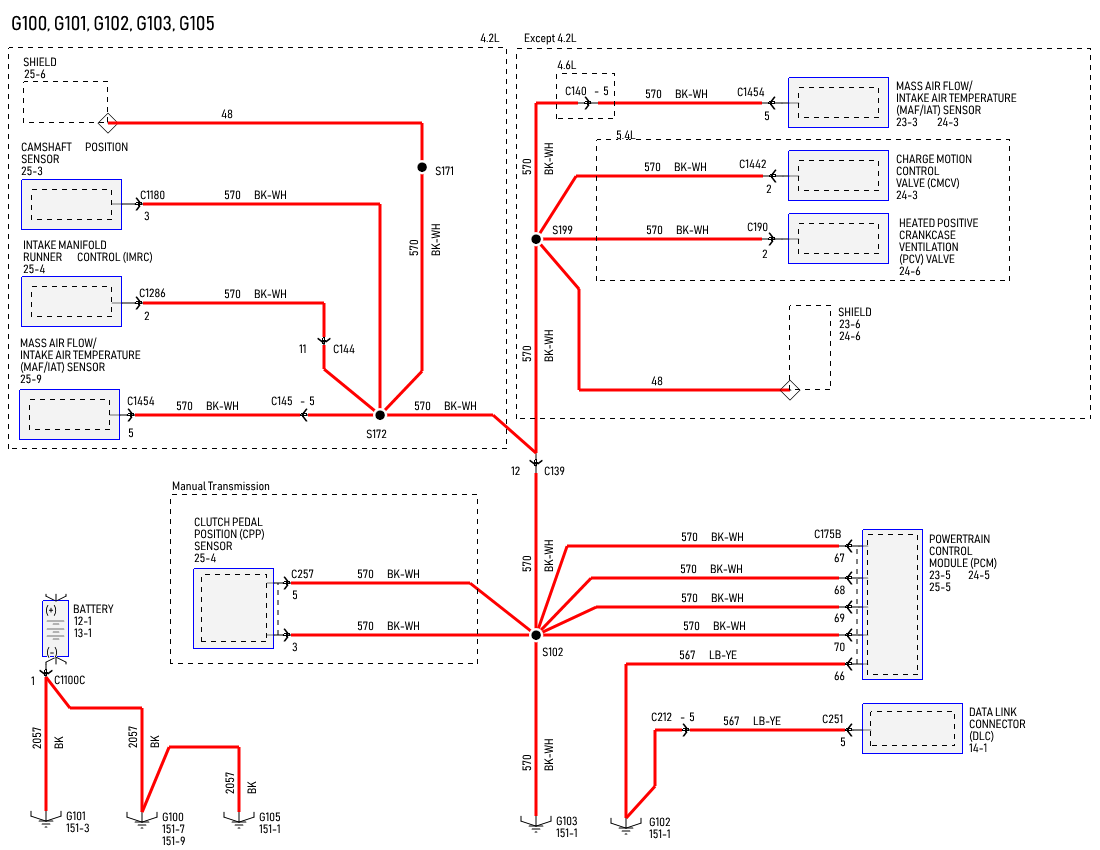 G100, G101, G102, G103, G105
4.2L
Except 4.2L
SHIELD
25-6
48
S171
CAMSHAFT POSITION
SENSOR
25-3
C1180
3
570 BK-WH
570
BK-WH
INTAKE MANIFOLD
RUNNER CONTROL (IMRC)
25-4
C1286
2
570 BK-WH
11
C144
MASS AIR FLOW/
INTAKE AIR TEMPERATURE
(MAF/IAT) SENSOR
25-9
C1454
5
570 BK-WH
C145 - 5
570 BK-WH
S172
4.6L
C140 - 5
570 BK-WH
C1454
5
MASS AIR FLOW/
INTAKE AIR TEMPERATURE
(MAF/IAT) SENSOR
23-3 24-3
5.4L
570
BK-WH
570 BK-WH
C1442
2
CHARGE MOTION
CONTROL
VALVE (CMCV)
24-3
S199
570 BK-WH
C190
2
HEATED POSITIVE
CRANKCASE
VENTILATION
(PCV) VALVE
24-6
570
BK-WH
SHIELD
23-6
24-6
48
12
C139
Manual Transmission
CLUTCH PEDAL
POSITION (CPP)
SENSOR
25-4
C257
5
570 BK-WH
570 BK-WH
3
570
BK-WH
S102
570 BK-WH
C175B
67
570 BK-WH
68
570 BK-WH
69
570 BK-WH
70
567 LB-YE
66
POWERTRAIN
CONTROL
MODULE (PCM)
23-5 24-5
25-5
C212 - 5
567 LB-YE
C251
5
DATA LINK
CONNECTOR
(DLC)
14-1
(+)
(-)
BATTERY
12-1
13-1
1
C1100C
2057
BK
2057
BK
2057
BK
570
BK-WH
G101
151-3
G100
151-7
151-9
G105
151-1
G103
151-1
G102
151-1